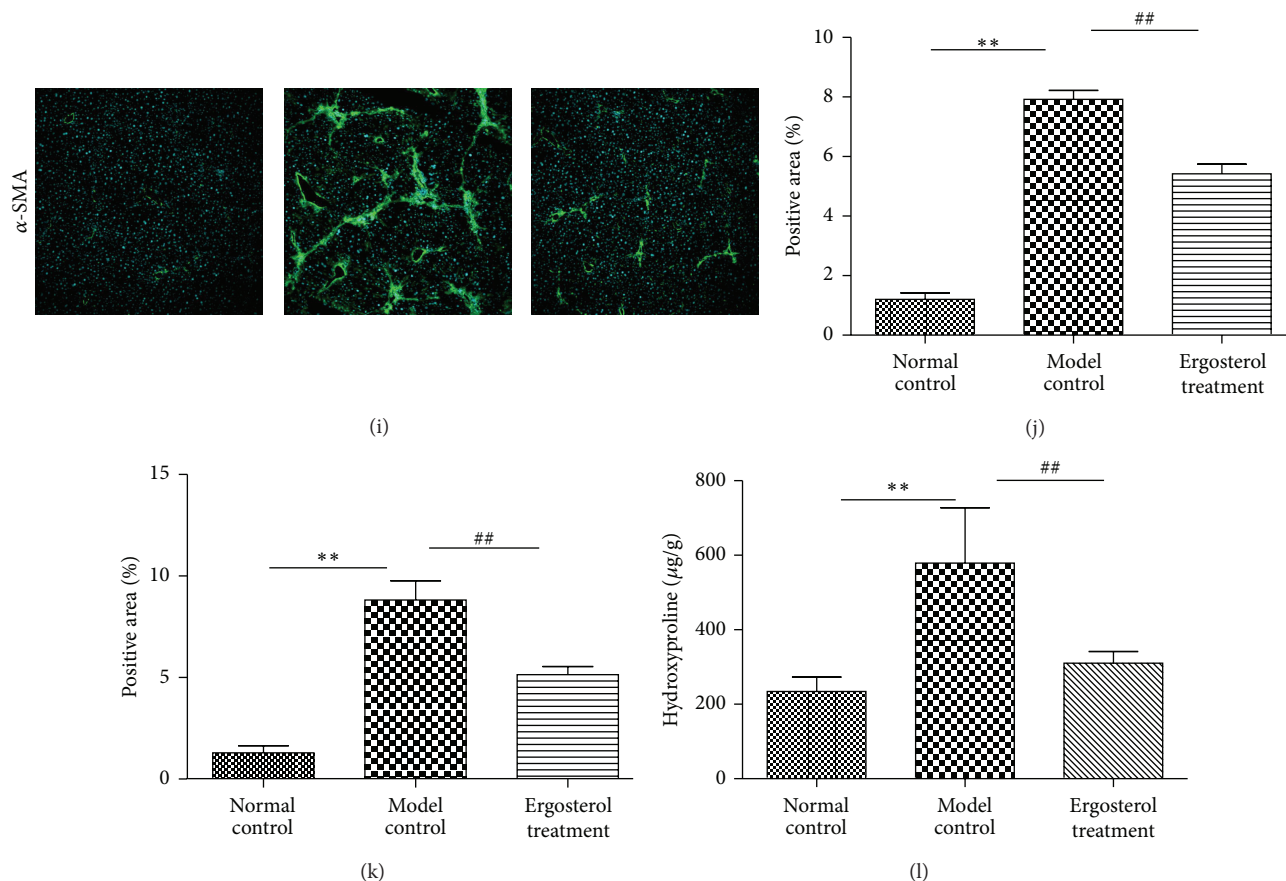 α-SMA
(i)
Positive area (%)
10
8
6
4
2
0
**
##
Normal
control
Model
control
Ergosterol
treatment
(j)
Positive area (%)
15
10
5
0
**
##
Normal
control
Model
control
Ergosterol
treatment
(k)
Hydroxyproline (μg/g)
800
600
400
200
0
**
##
Normal
control
Model
control
Ergosterol
treatment
(l)